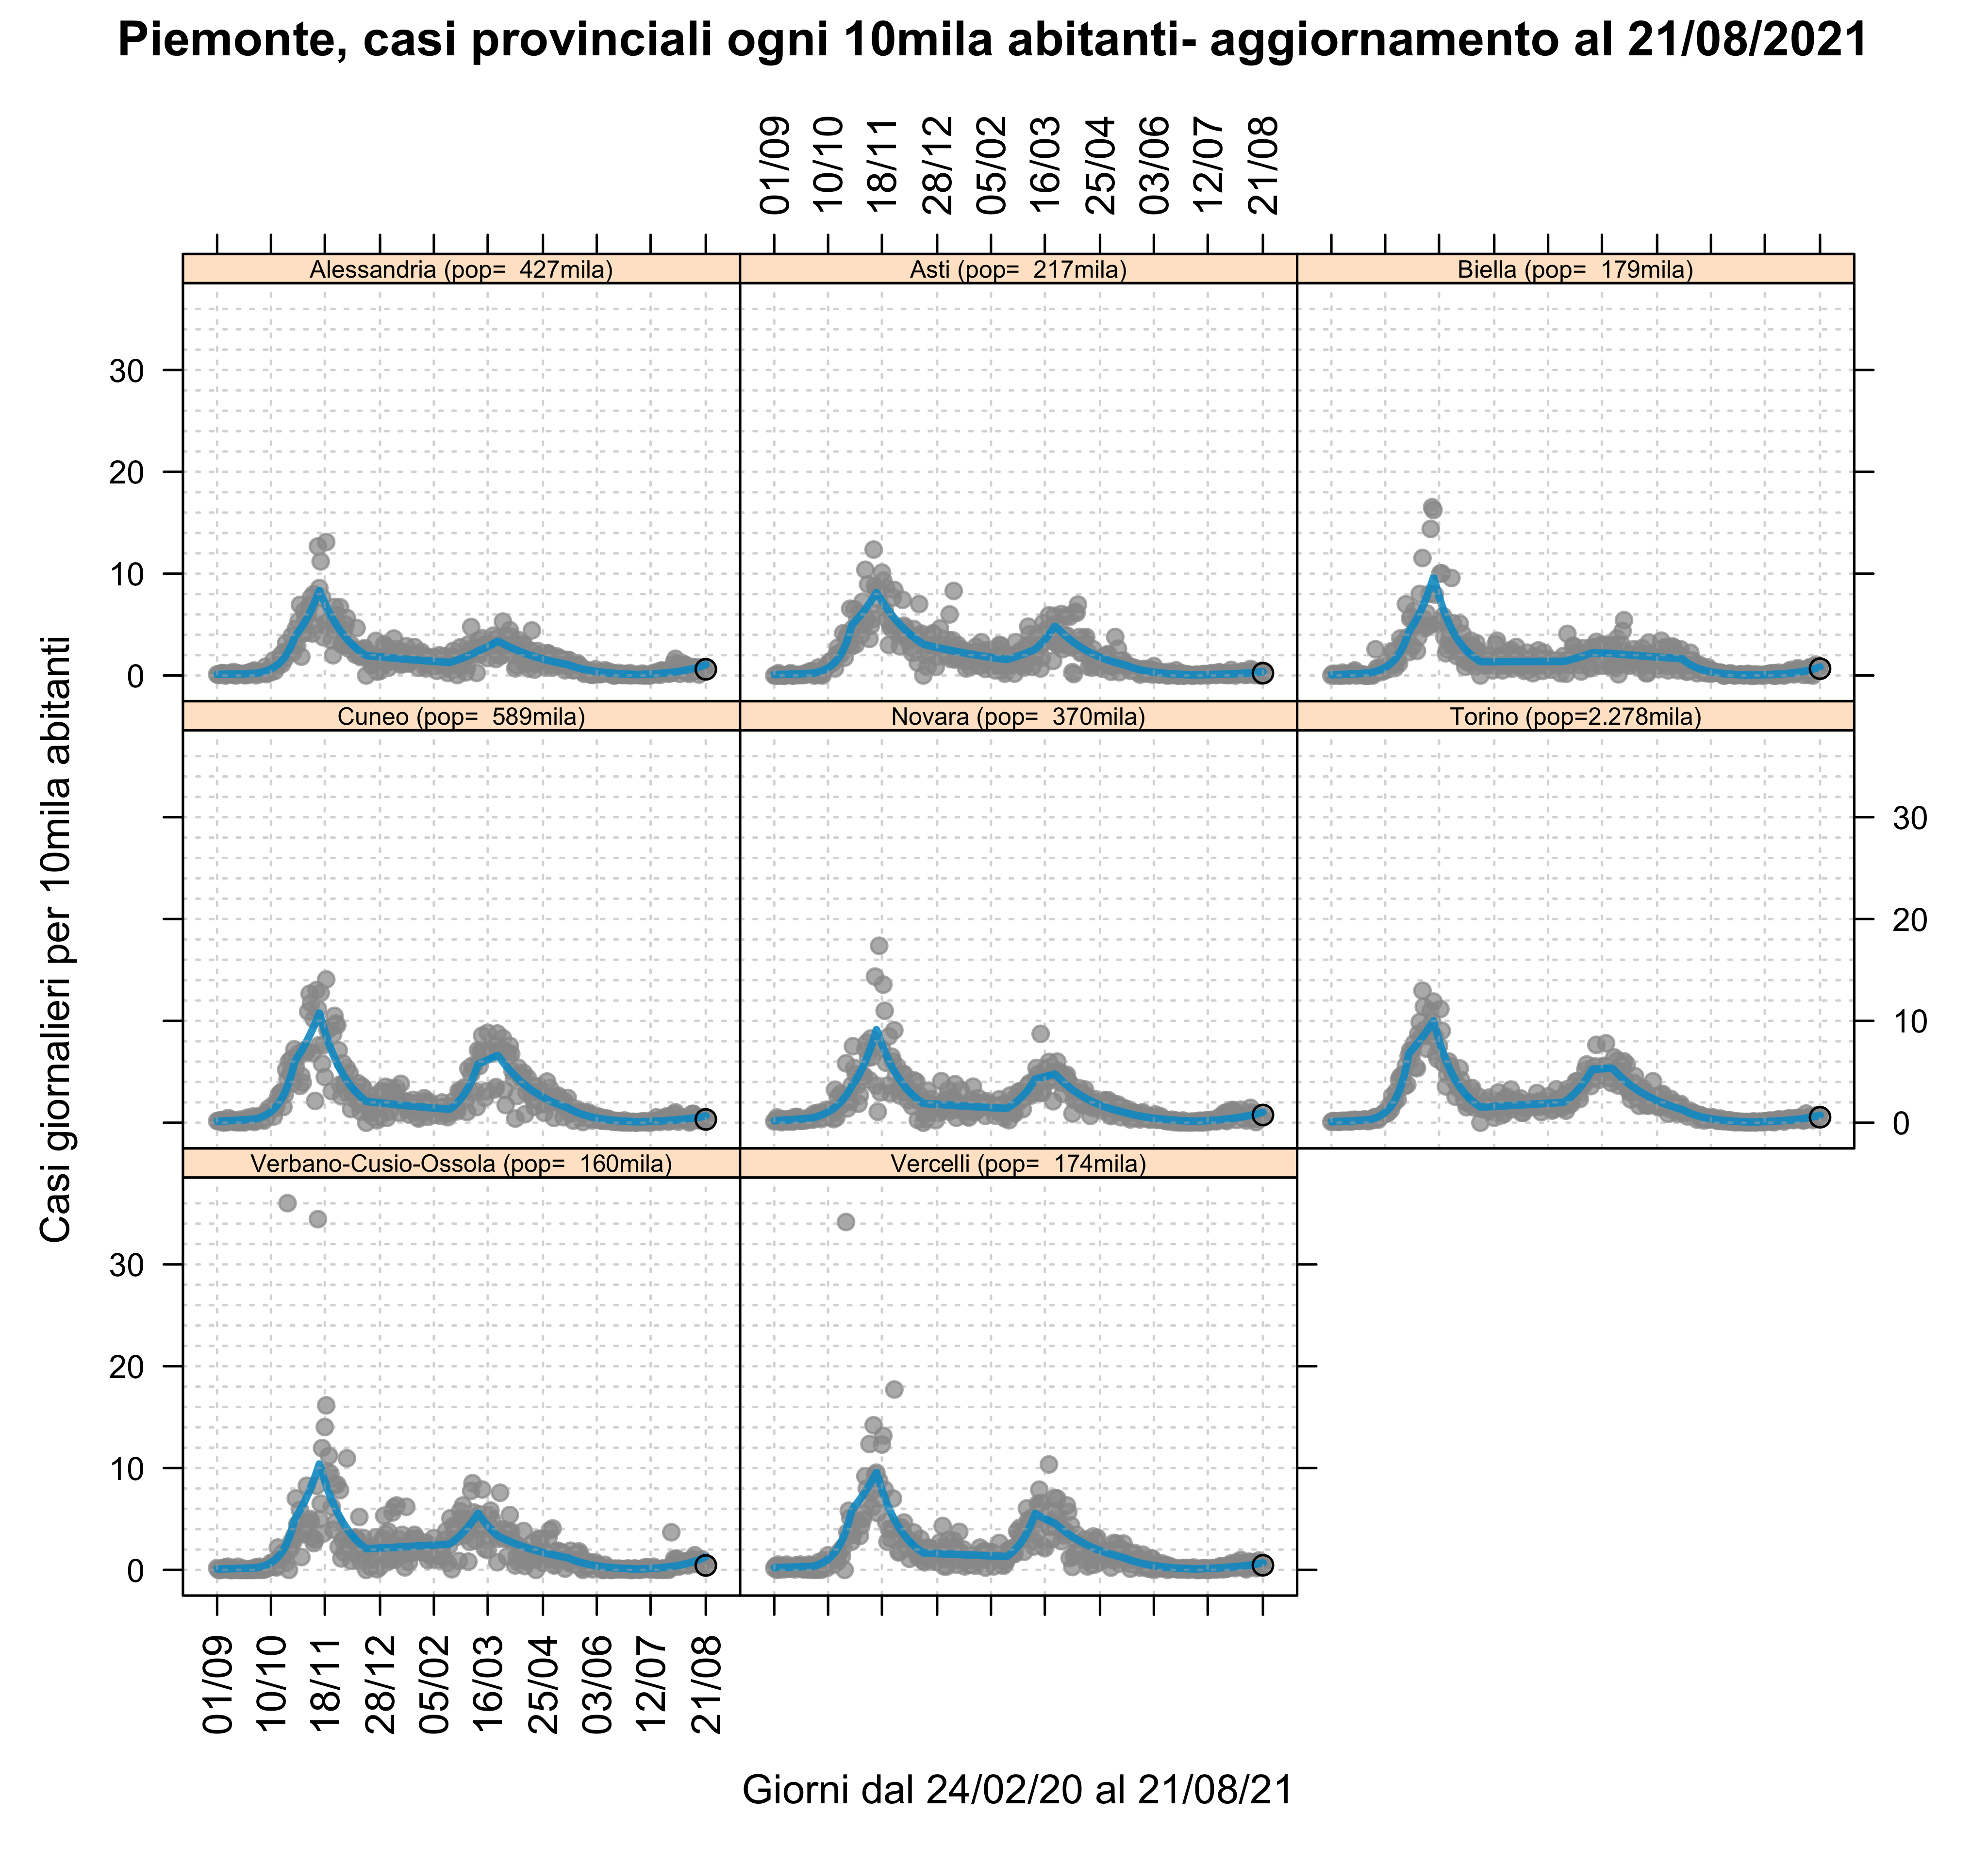 Piemonte, casi provinciali ogni 10mila abitanti- aggiornamento al 21/08/2021
01/09 10/10 18/11 28/12 05/02 16/03 25/04 03/06 12/07 21/08
Alessandria (pop=  427mila) Asti (pop=  217mila) Biella (pop=  179mila)
30
20
10
0
Cuneo (pop=  589mila) Novara (pop=  370mila) Torino (pop=2.278mila)
30
20
10
0
Verbano-Cusio-Ossola (pop=  160mila) Vercelli (pop=  174mila)
30
20
10
0
01/09 10/10 18/11 28/12 05/02 16/03 25/04 03/06 12/07 21/08
Casi giornalieri per 10mila abitanti
Giorni dal 24/02/20 al 21/08/21